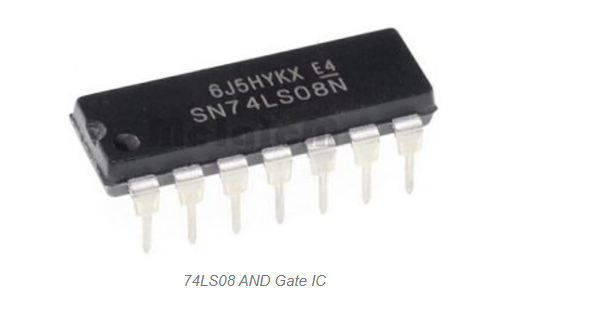 6J5HYKX E4
SN74LS08N
74LS08 AND Gate IC